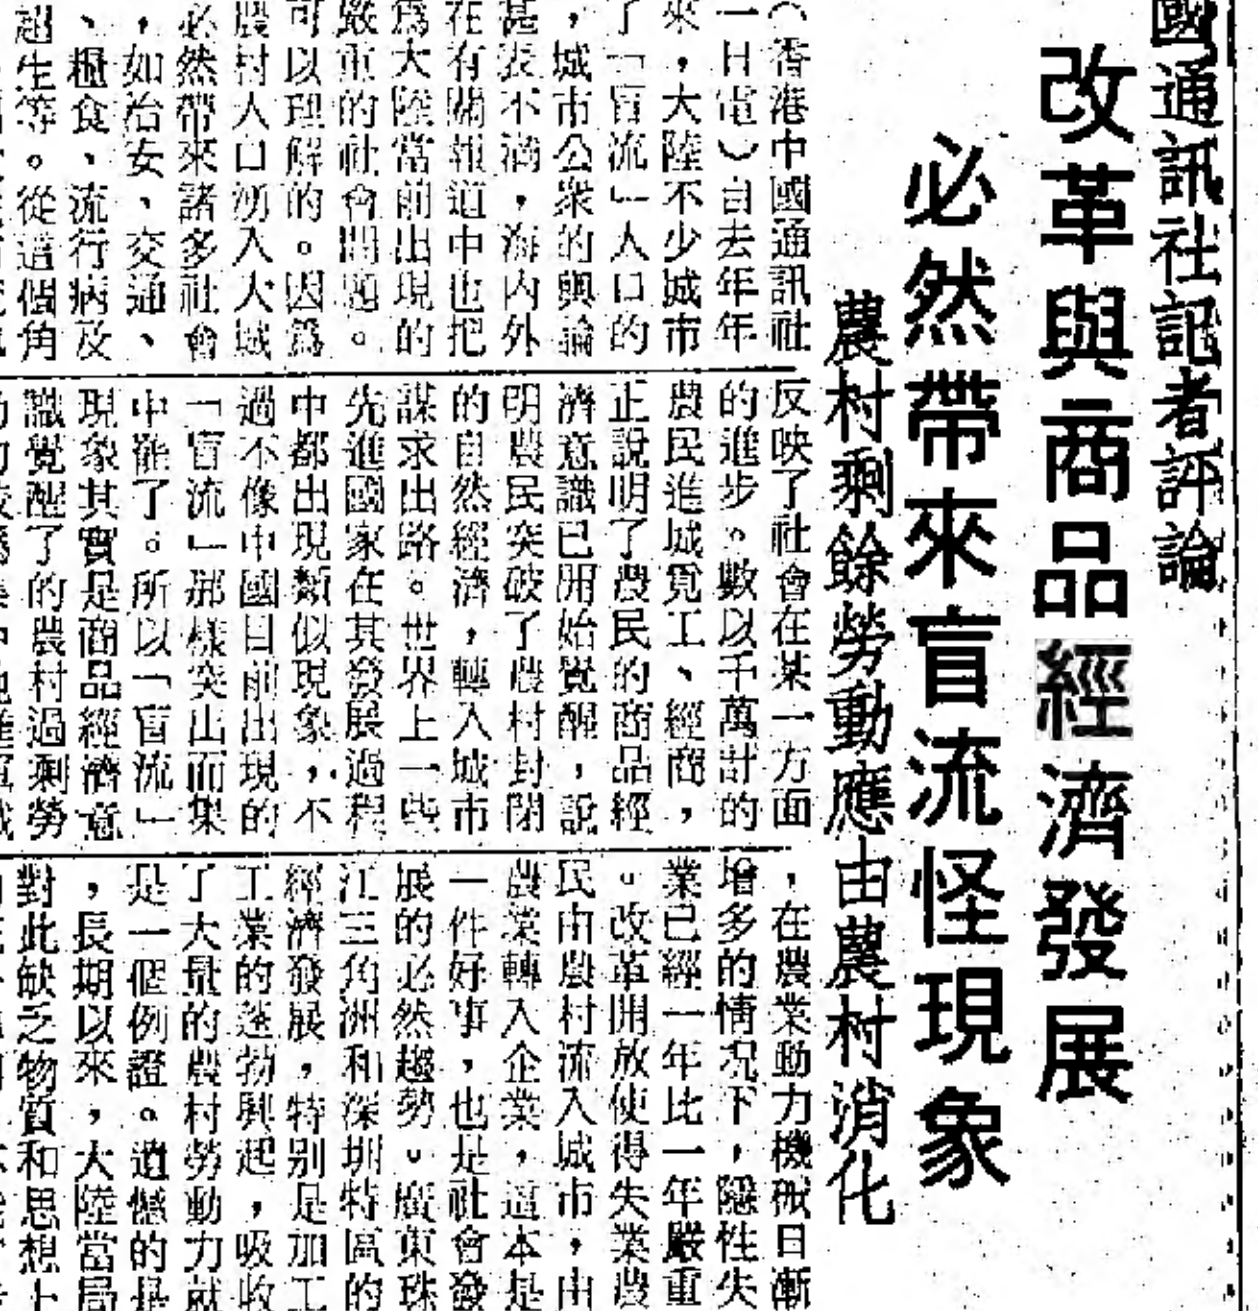 國通訊社記者評論
改革與商品經濟發展
必然帶來盲流怪現象
農村剩餘勞動應由農村消化
（香港中國通訊社
一日電）自去年年
來，大陸不少城市
了「盲流」人口的
，城市公衆的輿論
甚表不滿，海內外
在有關報道中也把
爲大陸當前出現的
嚴重的社會問題。
可以理解的。因爲
農村人口湧入大城
必然帶來諸多社會
，如治安、交通、
、糧食、流行病及
超生等。從這個角
反映了社會在某一方面
的進步。數以千萬計的
農民進城覓工、經商，
正說明了農民的商品經
濟意識已開始覺醒，說
明農民突破了農村封閉
的自然經濟，轉入城市
謀求出路。世界上一些
先進國家在其發展過程
中都出現類似現象，不
過不像中國目前出現的
「盲流」那樣突出而集
中罷了。所以「盲流」
現象其實是商品經濟意
識覺醒了的農村過剩勞
，在農業動力機械日漸
增多的情況下，隱性失
業已經一年比一年嚴重
。改革開放使得失業農
民由農村流入城市，由
農業轉入企業，這本是
一件好事，也是社會發
展的必然趨勢。廣東珠
江三角洲和深圳特區的
經濟發展，特別是加工
工業的蓬勃興起，吸收
了大量的農村勞動力就
是一個例證。遺憾的是
，長期以來，大陸當局
對此缺乏物質和思想上